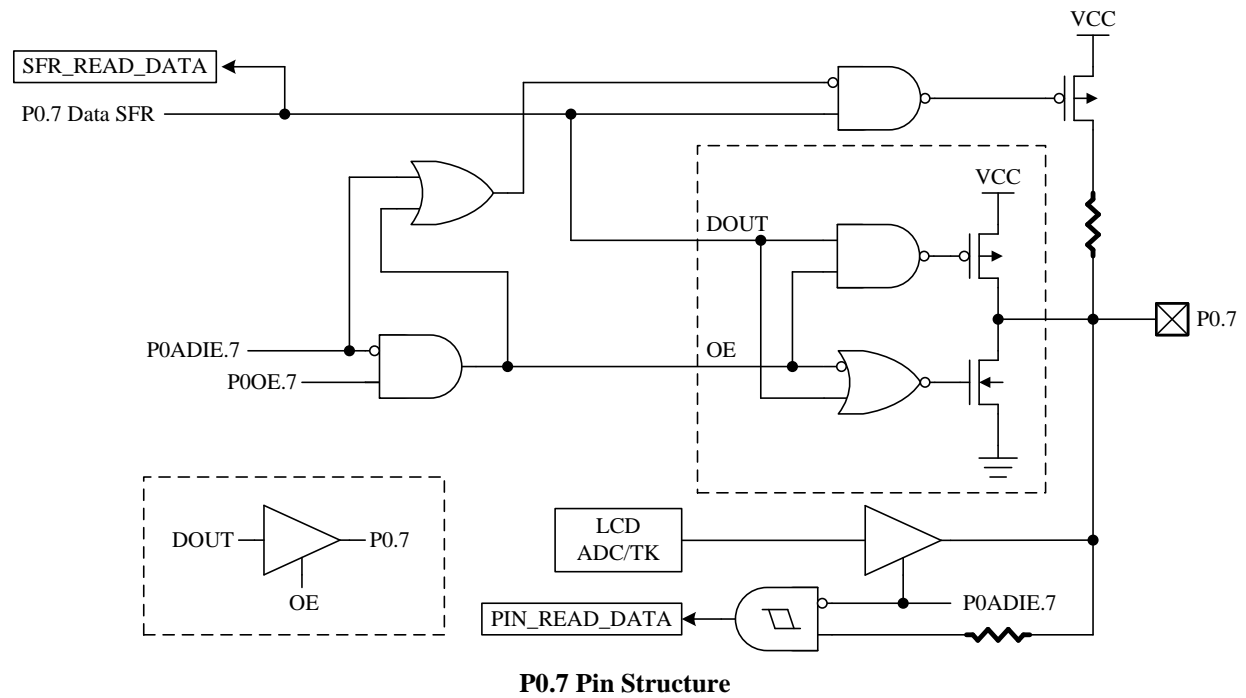 VCC
SFR_READ_DATA
P0.7 Data SFR
VCC
DOUT
P0.7
P0ADIE.7
OE
P0OE.7
LCD
ADC/TK
DOUT
P0.7
OE
P0ADIE.7
PIN_READ_DATA
P0.7 Pin Structure